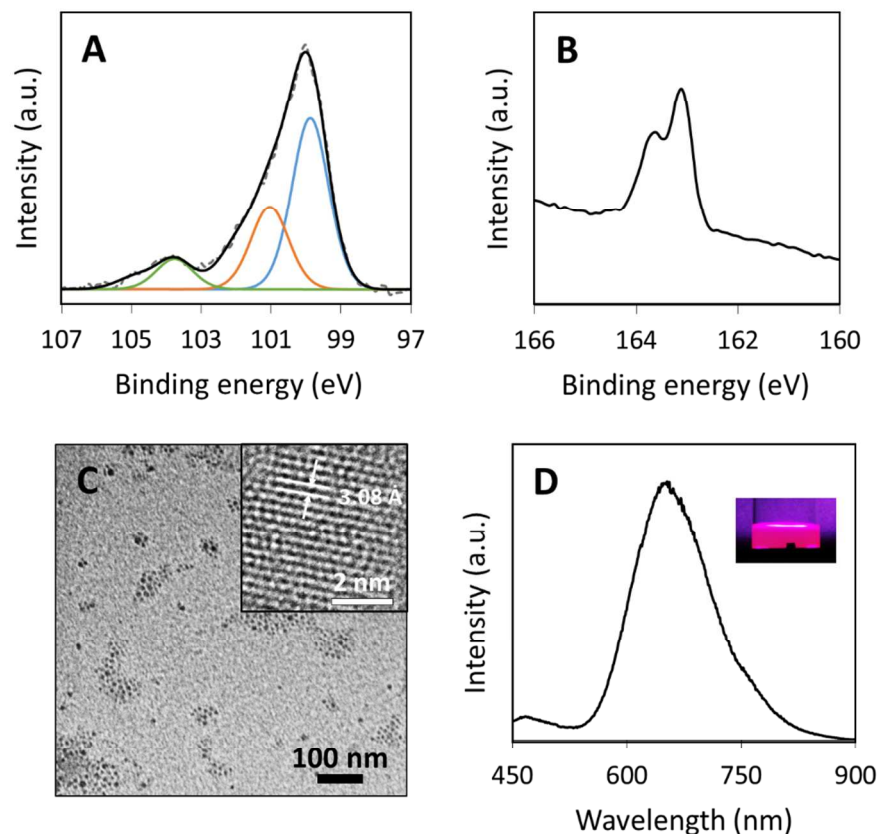 A
Intensity (a.u.)
107 105 103 101 99 97
Binding energy (eV)
B
Intensity (a.u.)
166 164 162 160
Binding energy (eV)
C
3.08 Å
2 nm
100 nm
D
Intensity (a.u.)
450 600 750 900
Wavelength (nm)